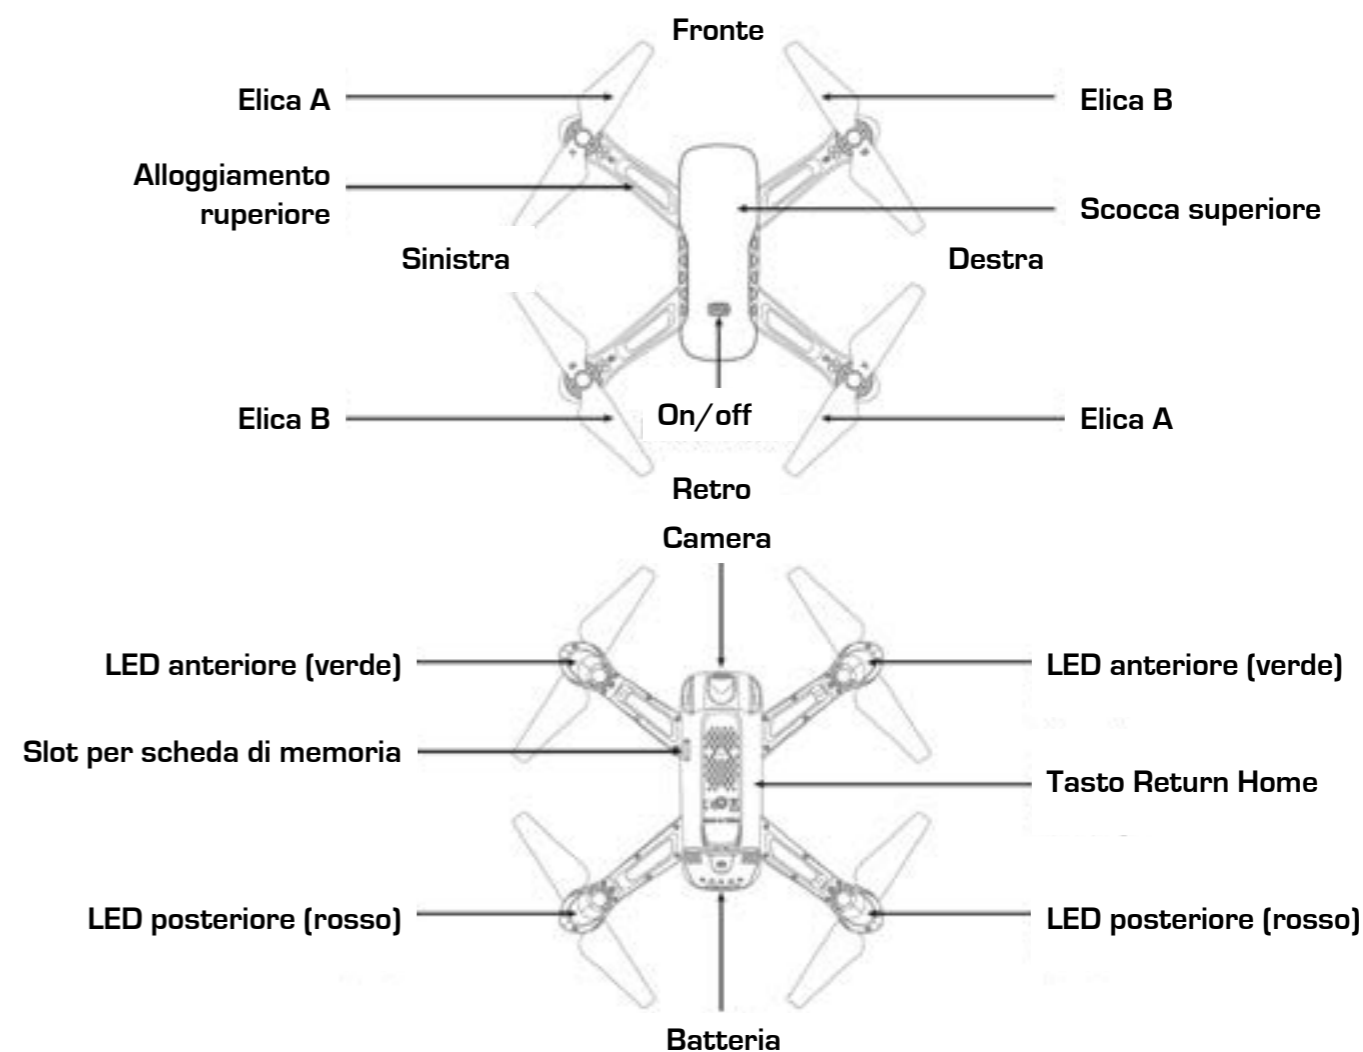 Fronte
Elica A
Elica B
Alloggiamento
ruperiore
Scocca superiore
Sinistra
Destra
Elica B
On/off
Elica A
Retro
Camera
LED anteriore (verde)
LED anteriore (verde)
Slot per scheda di memoria
Tasto Return Home
LED posteriore (rosso)
LED posteriore (rosso)
Batteria